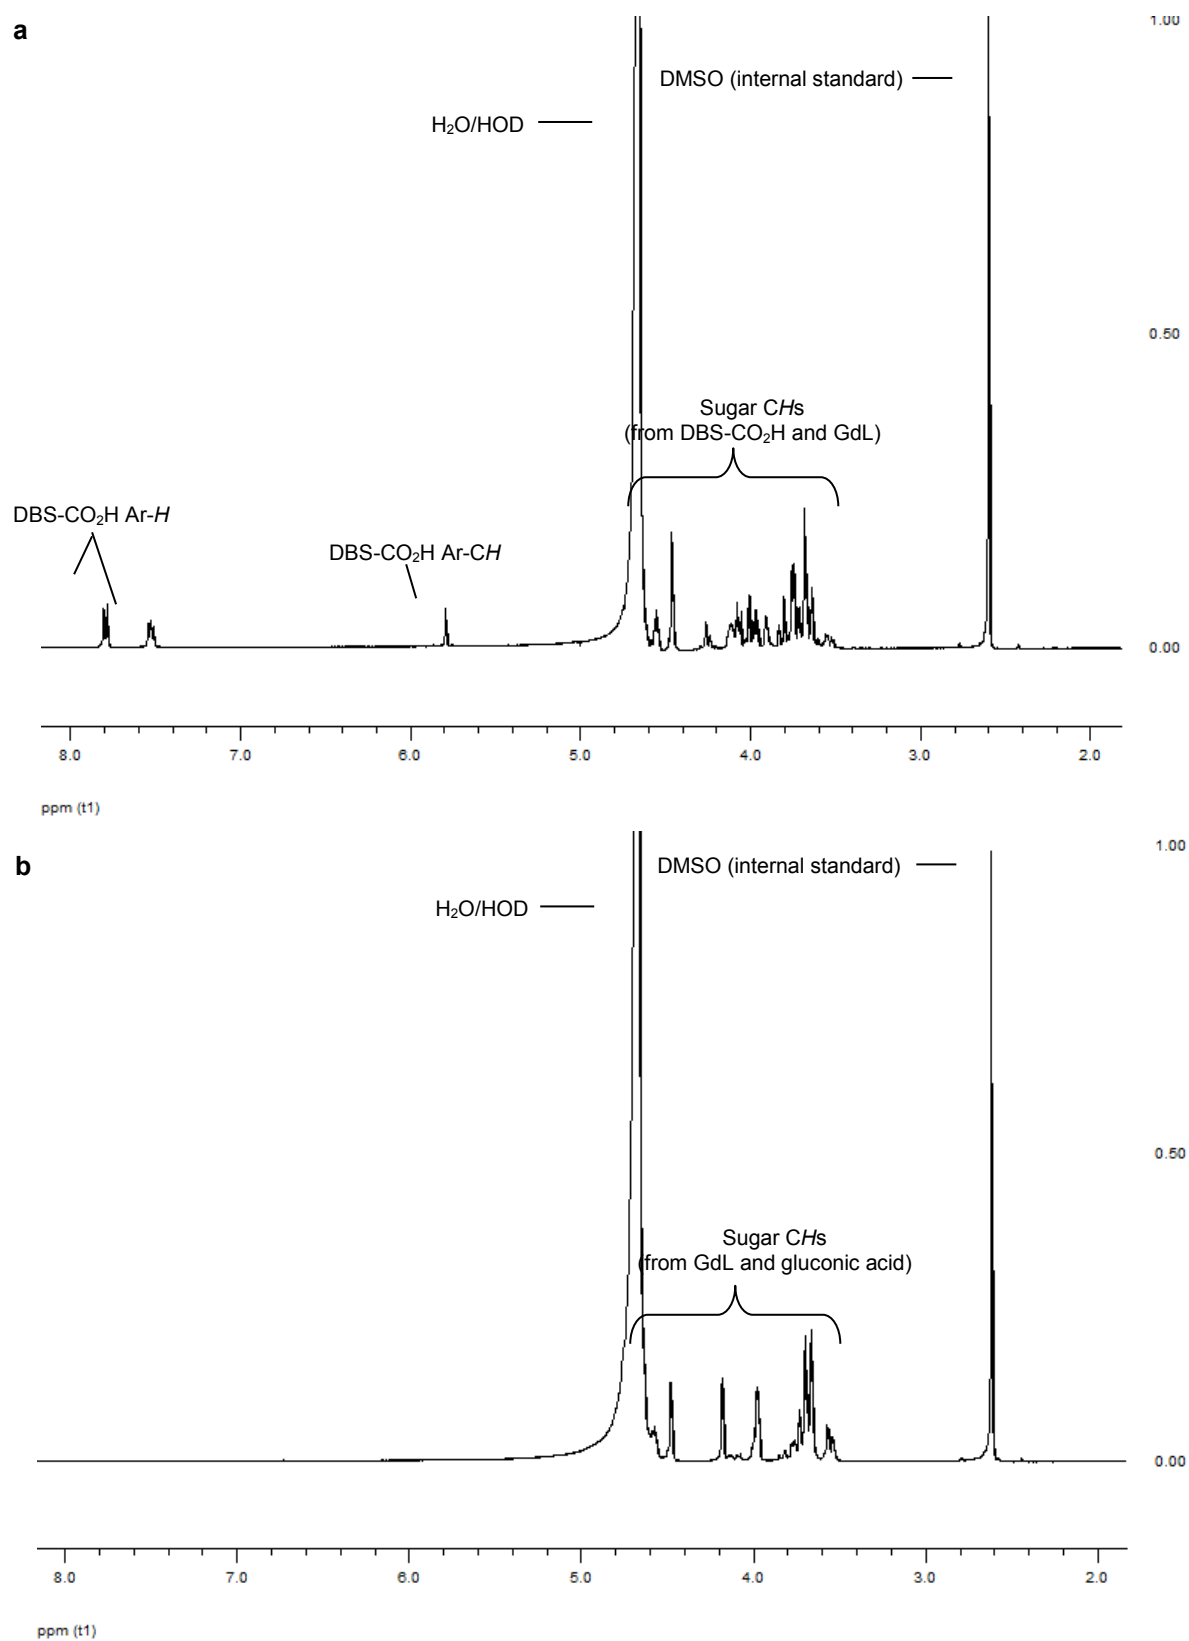 a
1.00
DMSO (internal standard)
H₂O/HOD
0.50
Sugar CHs
(from DBS-CO₂H and GdL)
DBS-CO₂H Ar-H
DBS-CO₂H Ar-CH
0.00
8.0 7.0 6.0 5.0 4.0 3.0 2.0
ppm (t1)
b
1.00
DMSO (internal standard)
H₂O/HOD
0.50
Sugar CHs
(from GdL and gluconic acid)
0.00
8.0 7.0 6.0 5.0 4.0 3.0 2.0
ppm (t1)